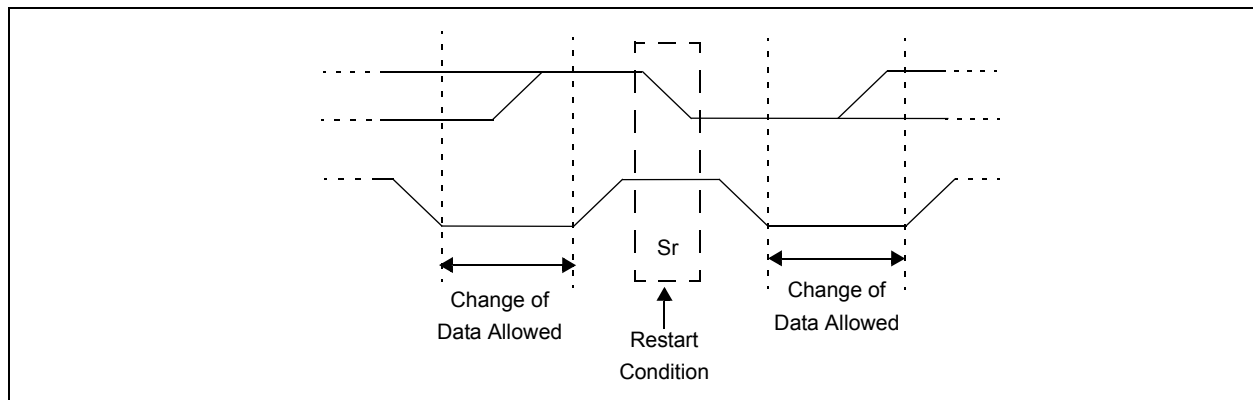 Sr
Change of
Data Allowed
Restart
Condition
Change of
Data Allowed